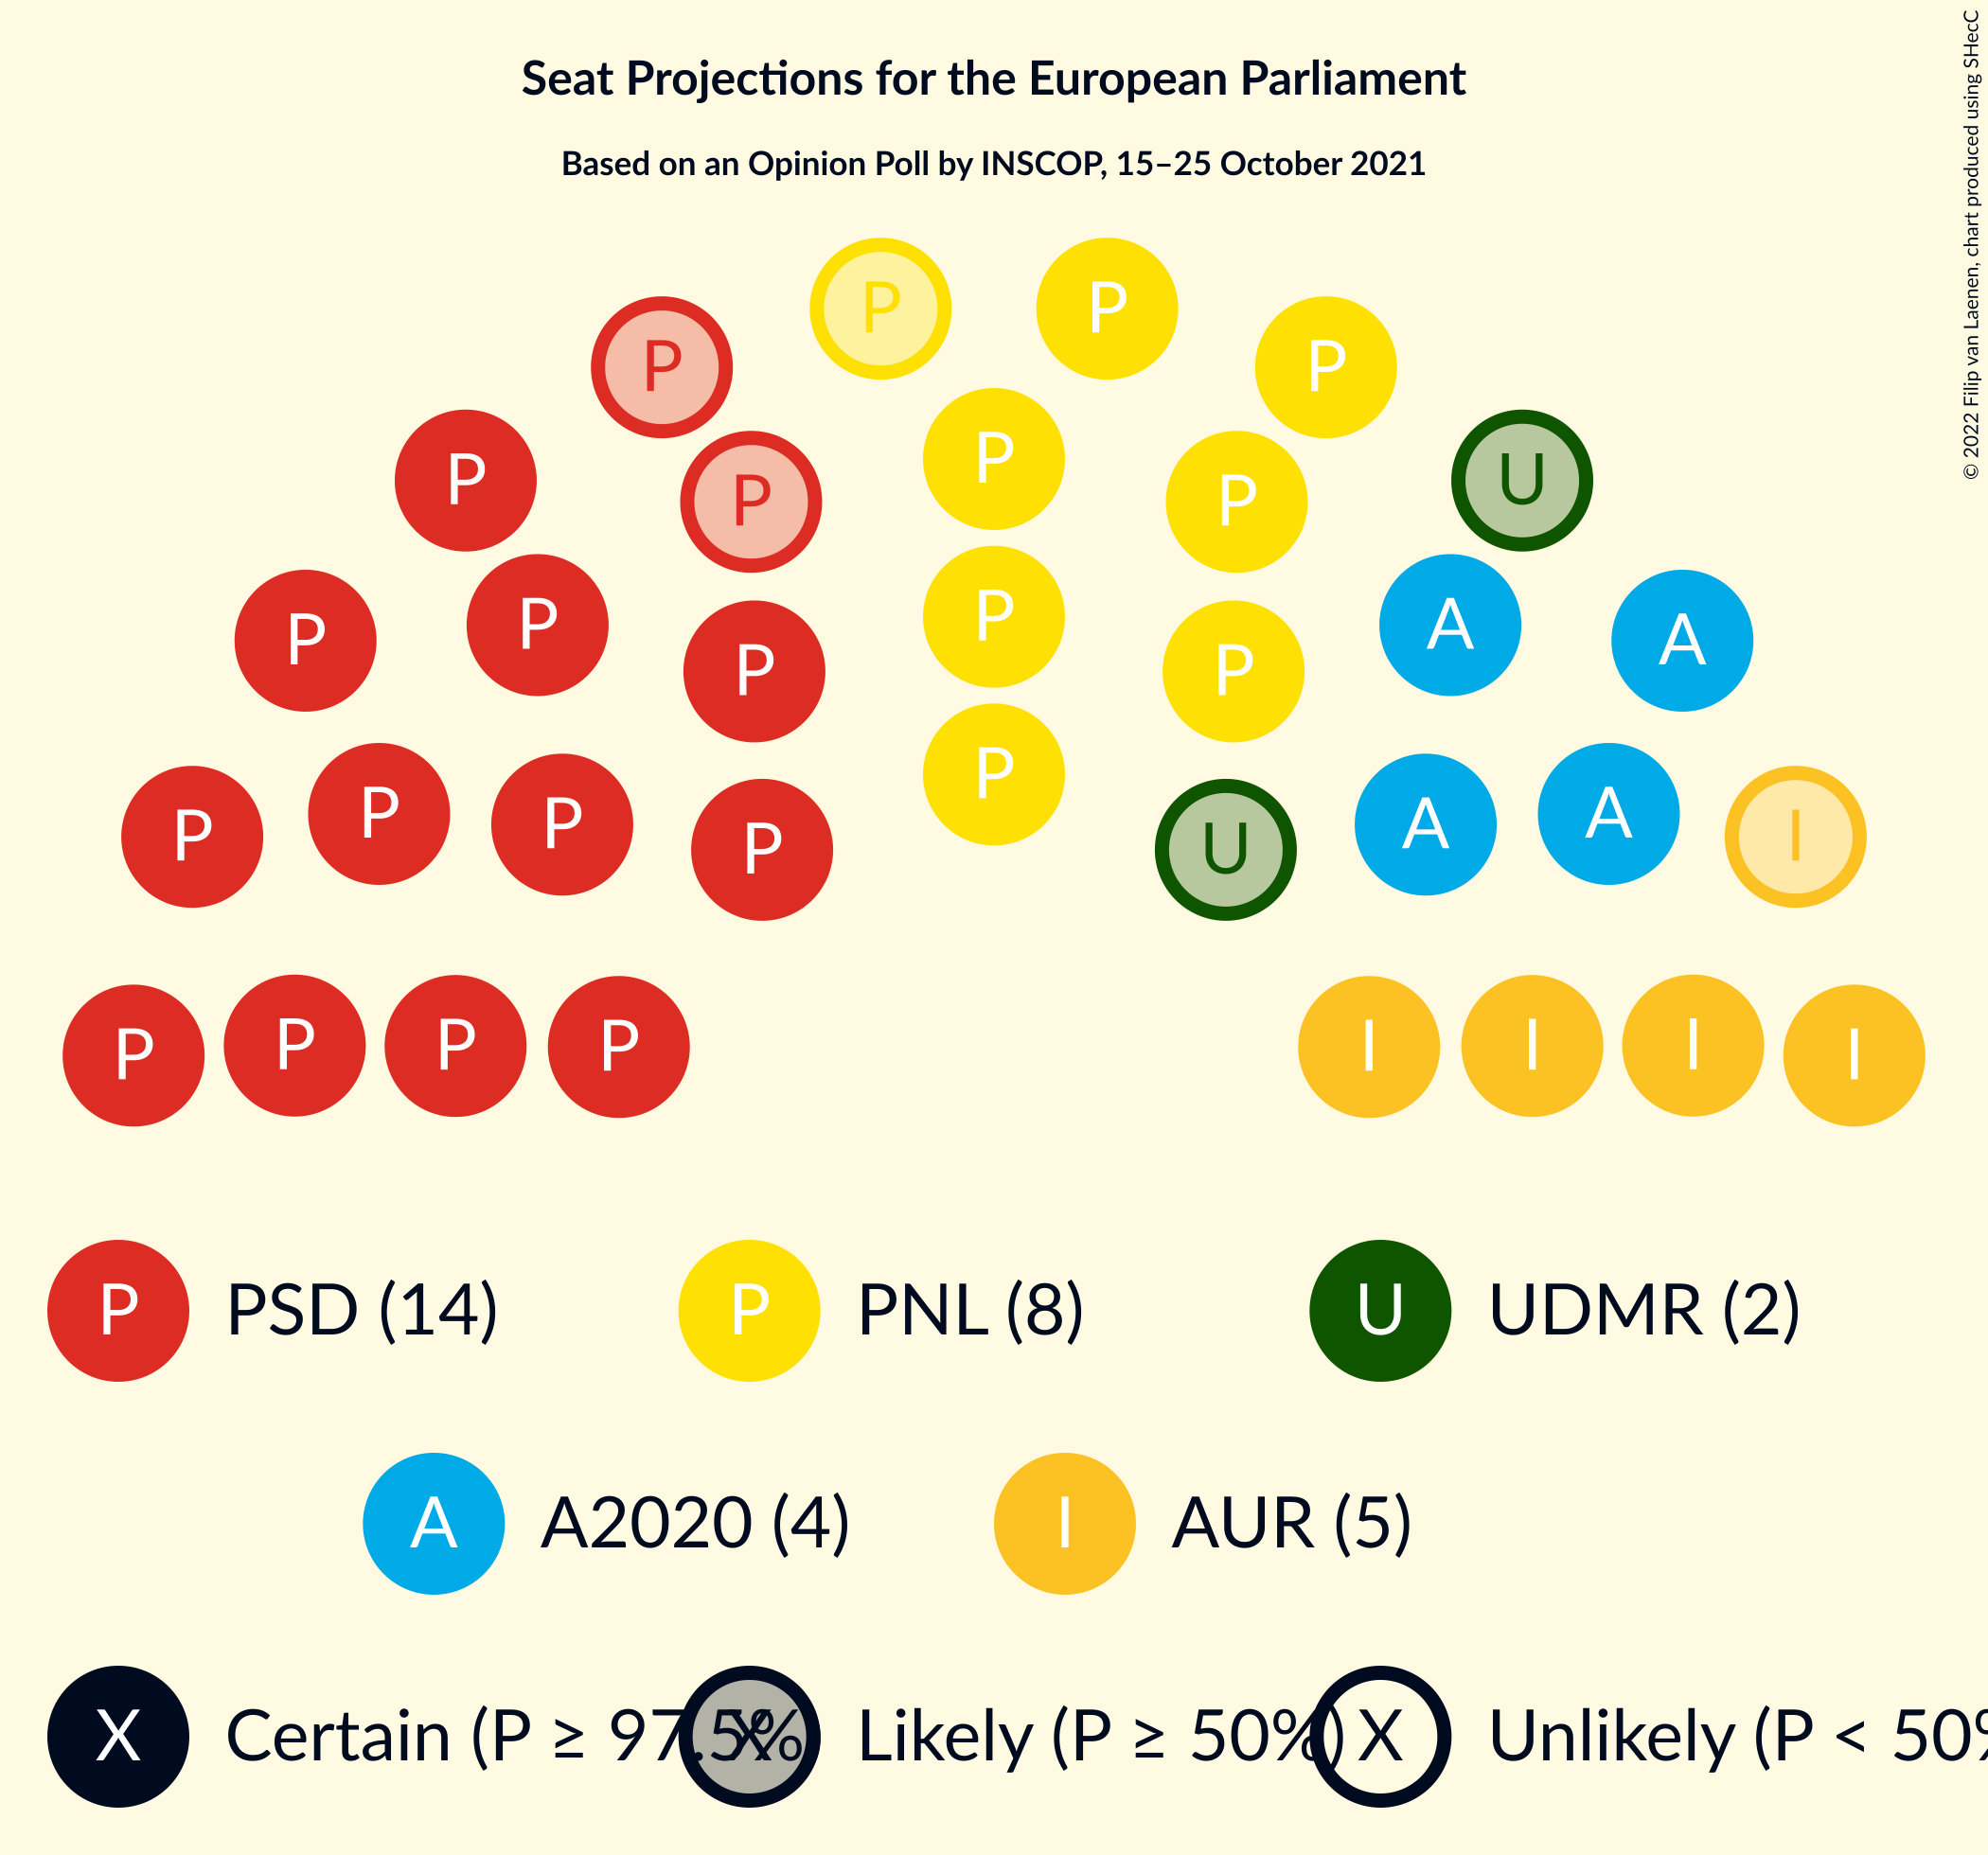 Seat Projections for the European Parliament
Based on an Opinion Poll by INSCOP, 15–25 October 2021
© 2022 Filip van Laenen, chart produced using SHecC
P P P
P P U
P P P P
P P P A A
P P
P P P P A A I
P U
P P P P I I I I
P PSD (14) P PNL (8) U UDMR (2)
A A2020 (4) I AUR (5)
X Certain (P ≥ 97.5% X Likely (P ≥ 50%) X Unlikely (P < 50%